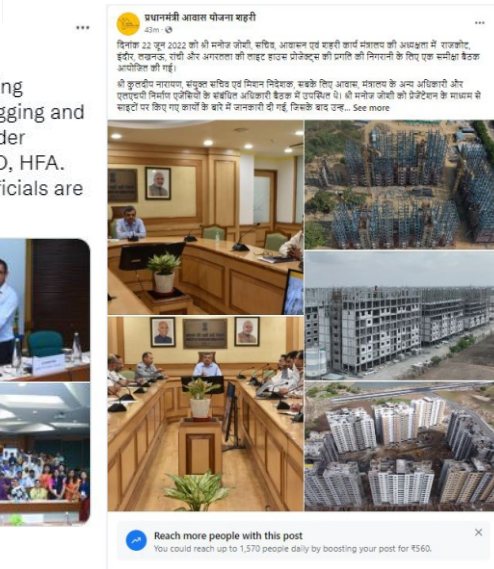 ng
gging and
der
O, HFA.
ficials are
प्रधानमंत्री आवास योजना शहरी
43m ·
दिनांक 22 जून 2022 को श्री मनोज जोशी, सचिव, आवासन एवं शहरी कार्य मंत्रालय की अध्यक्षता में राजकोट,
इंदौर, लखनऊ, रांची और अगरतला की लाइट हाउस प्रोजेक्ट्स की प्रगति की निगरानी के लिए एक समीक्षा बैठक
आयोजित की गई।
श्री कुलदीप नारायण, संयुक्त सचिव एवं मिशन निदेशक, सबके लिए आवास, मंत्रालय के अन्य अधिकारी और
एलएचपी निर्माण एजेंसियों के संबंधित अधिकारी बैठक में उपस्थित थे। श्री मनोज जोशी को प्रेजेंटेशन के माध्यम से
साइटों पर किए गए कार्यों के बारे में जानकारी दी गई, जिसके बाद उन्ह... See more
Reach more people with this post
You could reach up to 1,570 people daily by boosting your post for ₹560.